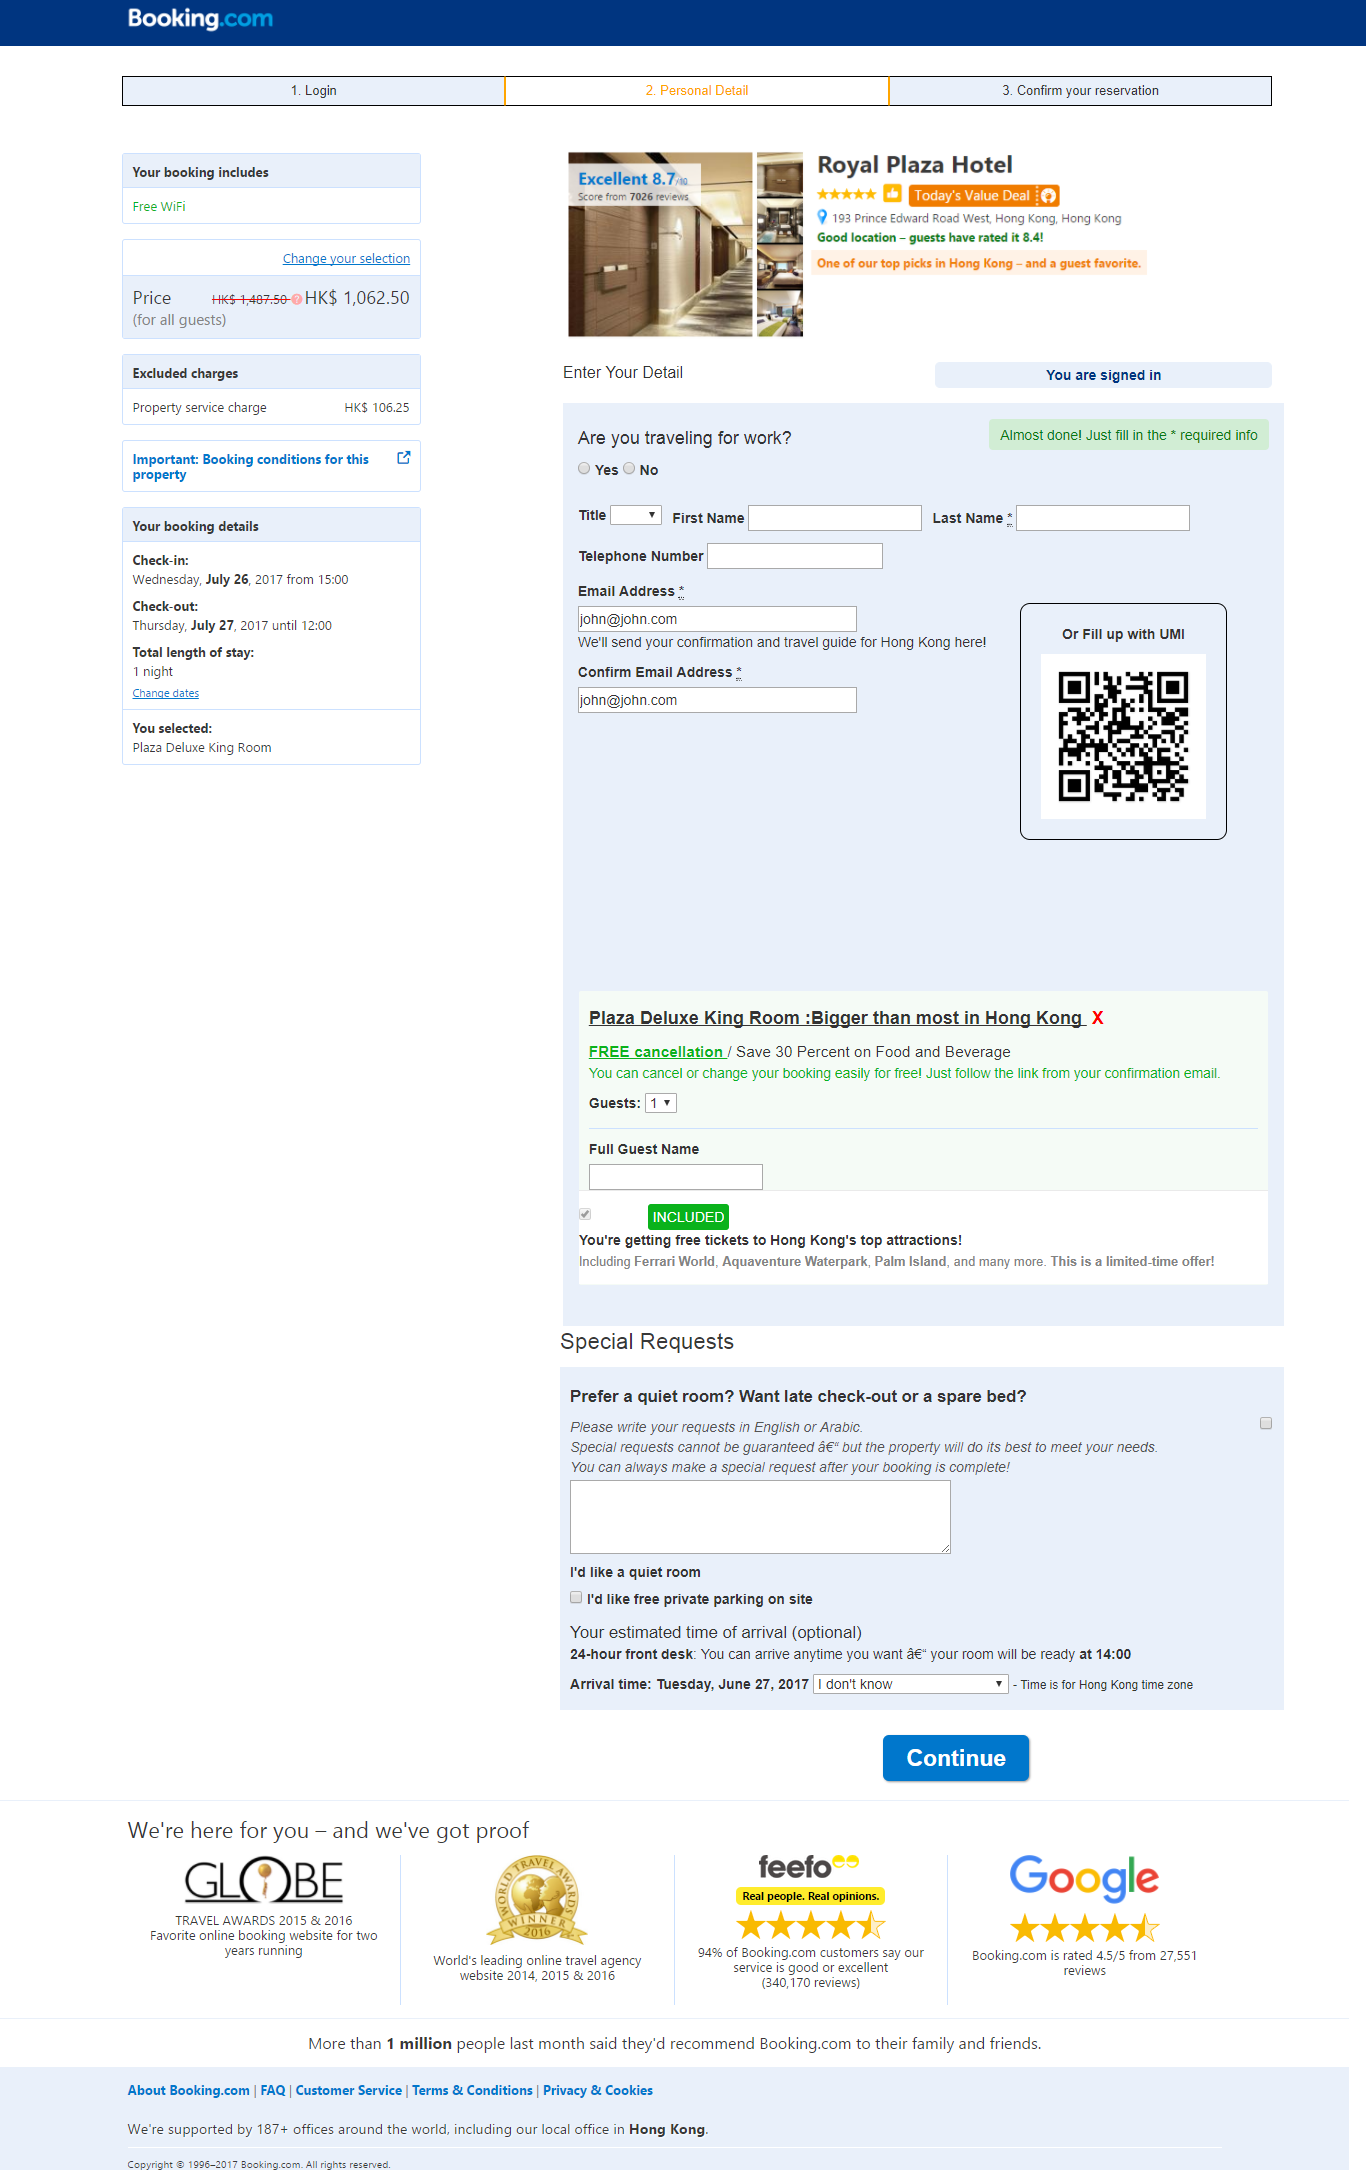 Booking.com
1. Login
2. Personal Detail
3. Confirm your reservation
Your booking includes
Free WiFi
Change your selection
Price HK$ 1,487.50 ? HK$ 1,062.50
(for all guests)
Excluded charges
Property service charge HK$ 106.25
Important: Booking conditions for this
property
Your booking details
Check-in:
Wednesday, July 26, 2017 from 15:00
Check-out:
Thursday, July 27, 2017 until 12:00
Total length of stay:
1 night
Change dates
You selected:
Plaza Deluxe King Room
Excellent 8.7/10
Score from 7026 reviews
Royal Plaza Hotel
Today's Value Deal
193 Prince Edward Road West, Hong Kong, Hong Kong
Good location – guests have rated it 8.4!
One of our top picks in Hong Kong – and a guest favorite.
Enter Your Detail
You are signed in
Are you traveling for work?
Almost done! Just fill in the * required info
Yes No
Title First Name Last Name *
Telephone Number
Email Address *
john@john.com
We'll send your confirmation and travel guide for Hong Kong here!
Confirm Email Address *
john@john.com
Or Fill up with UMI
Plaza Deluxe King Room :Bigger than most in Hong Kong X
FREE cancellation / Save 30 Percent on Food and Beverage
You can cancel or change your booking easily for free! Just follow the link from your confirmation email.
Guests: 1
Full Guest Name
INCLUDED
You're getting free tickets to Hong Kong's top attractions!
Including Ferrari World, Aquaventure Waterpark, Palm Island, and many more. This is a limited-time offer!
Special Requests
Prefer a quiet room? Want late check-out or a spare bed?
Please write your requests in English or Arabic.
Special requests cannot be guaranteed â€“ but the property will do its best to meet your needs.
You can always make a special request after your booking is complete!
I'd like a quiet room
I'd like free private parking on site
Your estimated time of arrival (optional)
24-hour front desk: You can arrive anytime you want â€“ your room will be ready at 14:00
Arrival time: Tuesday, June 27, 2017 I don't know - Time is for Hong Kong time zone
Continue
We're here for you – and we've got proof
GLOBE
TRAVEL AWARDS 2015 & 2016
Favorite online booking website for two
years running
WORLD TRAVEL AWARDS
WINNER
2016
World's leading online travel agency
website 2014, 2015 & 2016
feefo
Real people. Real opinions.
94% of Booking.com customers say our
service is good or excellent
(340,170 reviews)
Google
Booking.com is rated 4.5/5 from 27,551
reviews
More than 1 million people last month said they'd recommend Booking.com to their family and friends.
About Booking.com | FAQ | Customer Service | Terms & Conditions | Privacy & Cookies
We're supported by 187+ offices around the world, including our local office in Hong Kong.
Copyright © 1996–2017 Booking.com. All rights reserved.